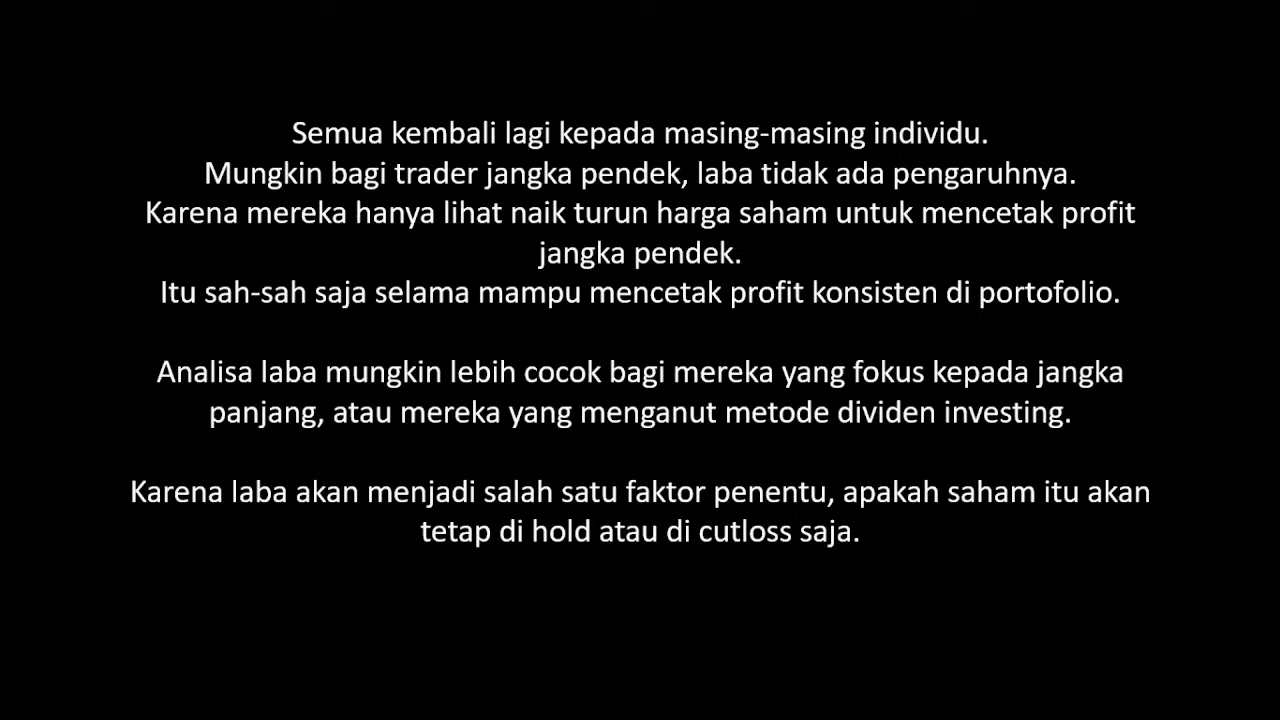 Semua kembali lagi kepada masing-masing individu.
Mungkin bagi trader jangka pendek, laba tidak ada pengaruhnya.
Karena mereka hanya lihat naik turun harga saham untuk mencetak profit
jangka pendek.
Itu sah-sah saja selama mampu mencetak profit konsisten di portofolio.
Analisa laba mungkin lebih cocok bagi mereka yang fokus kepada jangka
panjang, atau mereka yang menganut metode dividen investing.
Karena laba akan menjadi salah satu faktor penentu, apakah saham itu akan
tetap di hold atau di cutloss saja.